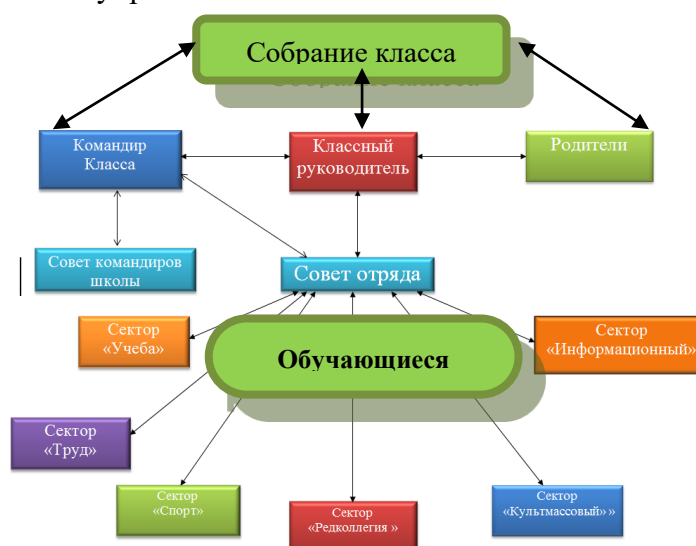 Собрание класса
Командир
Класса
Классный
руководитель
Родители
Совет командиров
школы
Совет отряда
Сектор
«Учеба»
Обучающиеся
Сектор
«Информационный»
Сектор
«Труд»
Сектор
«Спорт»
Сектор
«Редколлегия »
Сектор
«Культмассовый» »